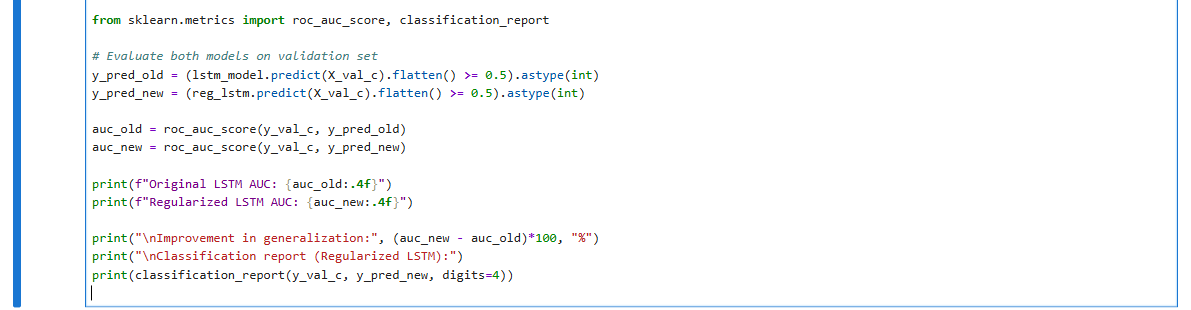 from sklearn.metrics import roc_auc_score, classification_report
# Evaluate both models on validation set
y_pred_old = (lstm_model.predict(X_val_c).flatten() >= 0.5).astype(int)
y_pred_new = (reg_lstm.predict(X_val_c).flatten() >= 0.5).astype(int)
auc_old = roc_auc_score(y_val_c, y_pred_old)
auc_new = roc_auc_score(y_val_c, y_pred_new)
print(f"Original LSTM AUC: {auc_old:.4f}")
print(f"Regularized LSTM AUC: {auc_new:.4f}")
print("\nImprovement in generalization:", (auc_new - auc_old)*100, "%")
print("\nClassification report (Regularized LSTM):")
print(classification_report(y_val_c, y_pred_new, digits=4))